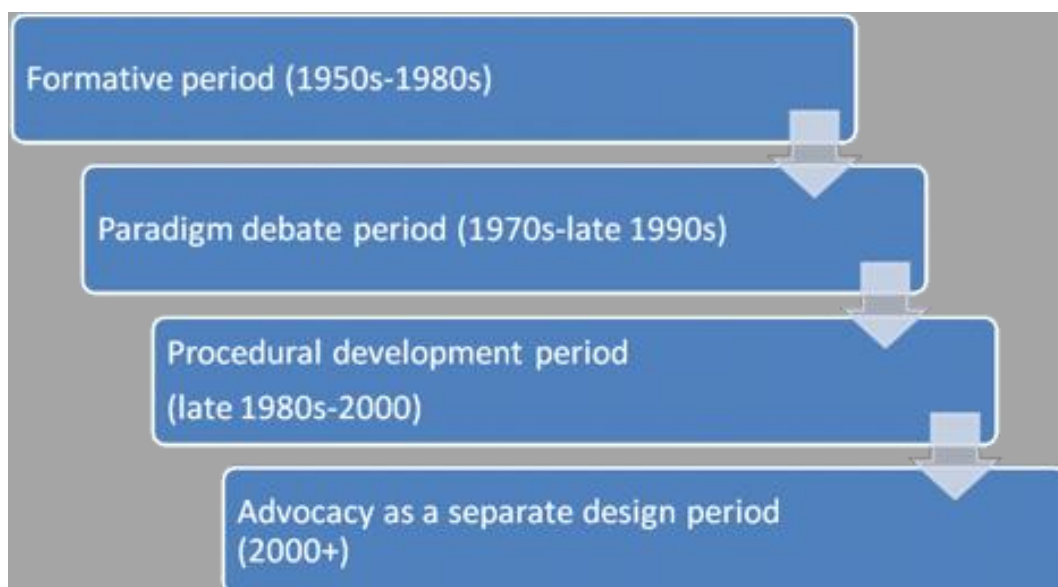 Formative period (1950s-1980s)
Paradigm debate period (1970s-late 1990s)
Procedural development period
(late 1980s-2000)
Advocacy as a separate design period
(2000+)